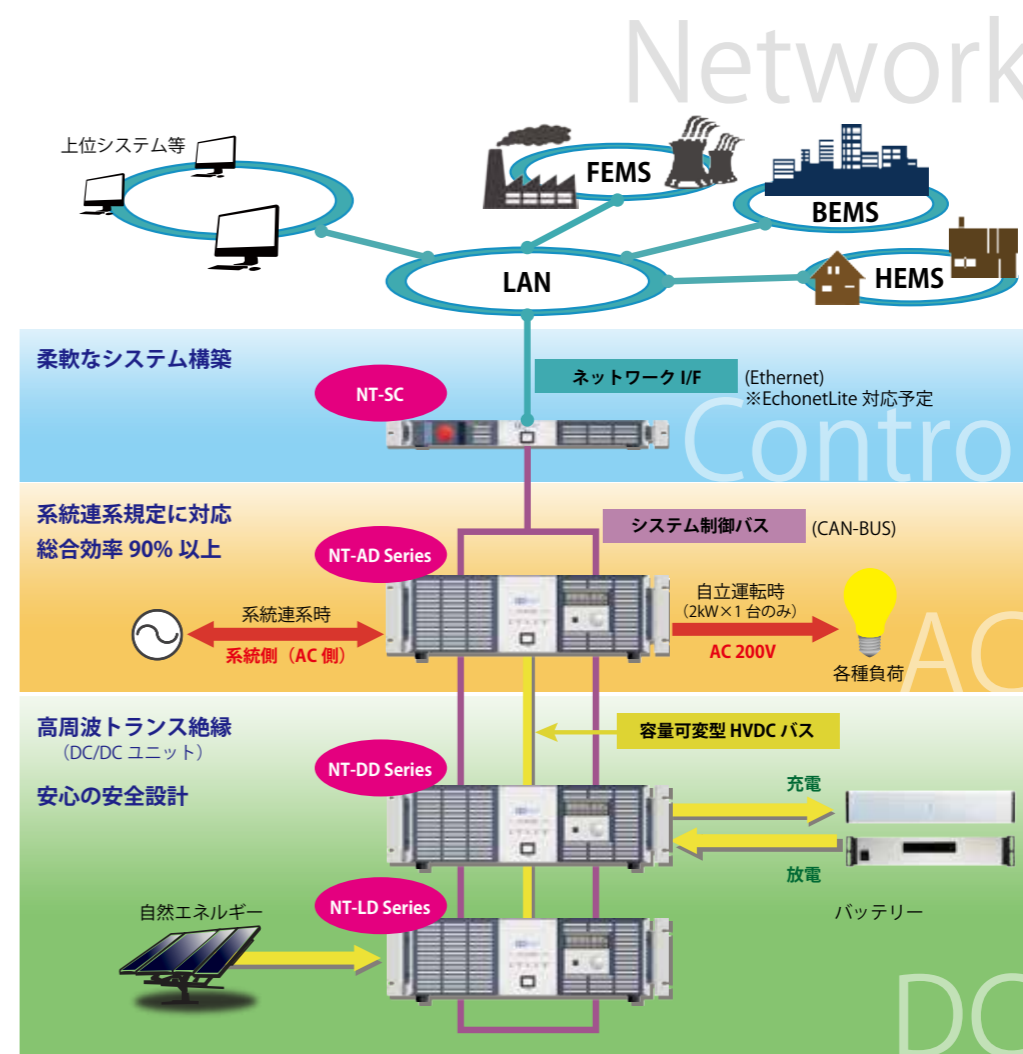 Network
上位システム等
FEMS
BEMS
LAN
HEMS
柔軟なシステム構築
NT-SC
ネットワーク I/F
(Ethernet)
※EchonetLite 対応予定
Contro
系統連系規定に対応
総合効率 90% 以上
NT-AD Series
システム制御バス
(CAN-BUS)
系統連系時
系統側（AC 側）
自立運転時
（2kW×1 台のみ）
AC 200V
各種負荷
AC
高周波トランス絶縁
（DC/DC ユニット）
安心の安全設計
容量可変型 HVDC バス
NT-DD Series
充電
放電
バッテリー
NT-LD Series
自然エネルギー
DC